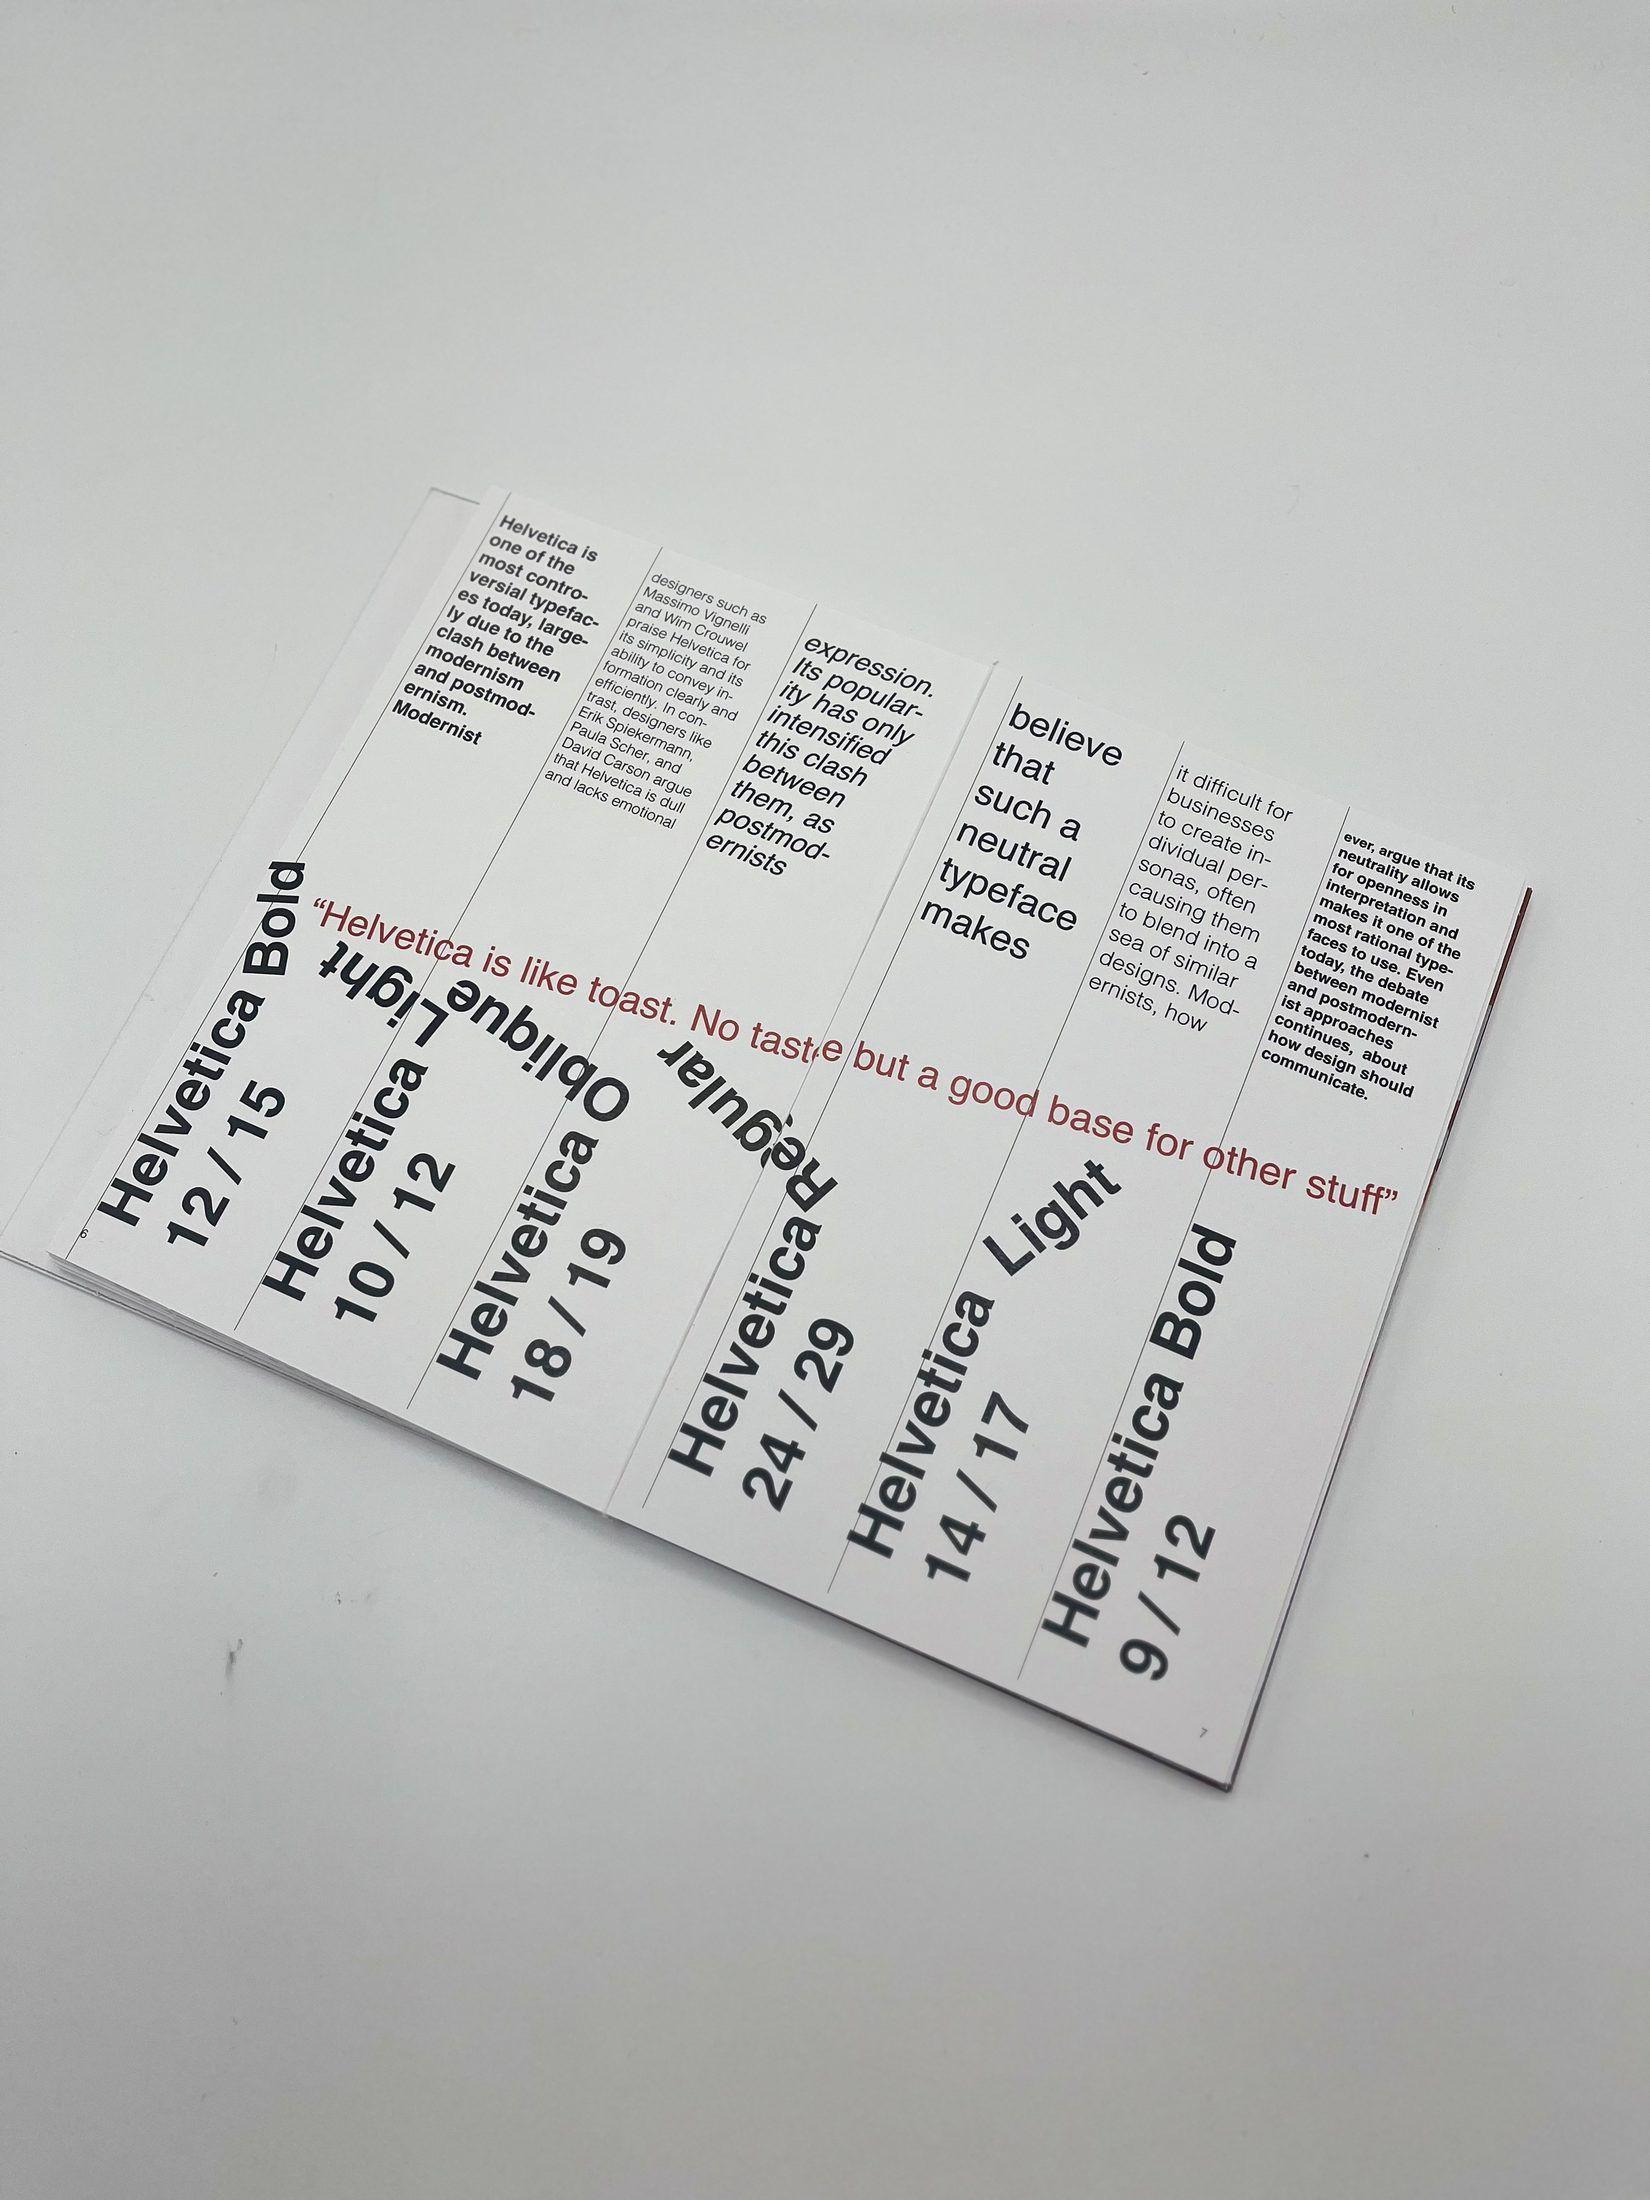 Helvetica is
one of the
most contro-
versial typefac-
es today, large-
ly due to the
clash between
modernism
and postmod-
ernism.
Modernist
designers such as
Massimo Vignelli
and Wim Crouwel
praise Helvetica for
its simplicity and its
ability to convey in-
formation clearly and
efficiently. In con-
trast, designers like
Erik Spiekermann,
Paula Scher, and
David Carson argue
that Helvetica is dull
and lacks emotional
expression.
Its popular-
ity has only
intensified
this clash
between
them, as
postmod-
ernists
believe
that
such a
neutral
typeface
makes
it difficult for
businesses
to create in-
dividual per-
sonas, often
causing them
to blend into a
sea of similar
designs. Mod-
ernists, how
ever, argue that its
neutrality allows
for openness in
interpretation and
makes it one of the
most rational type-
faces to use. Even
today, the debate
between modernist
and postmodern-
ist approaches
continues, about
how design should
communicate.
“Helvetica is like toast. No taste but a good base for other stuff”
Helvetica Bold
12 / 15
Helvetica Light
10 / 12
Helvetica Oblique
18 / 19
Helvetica Regular
24 / 29
Helvetica Light
14 / 17
Helvetica Bold
9 / 12
6
7